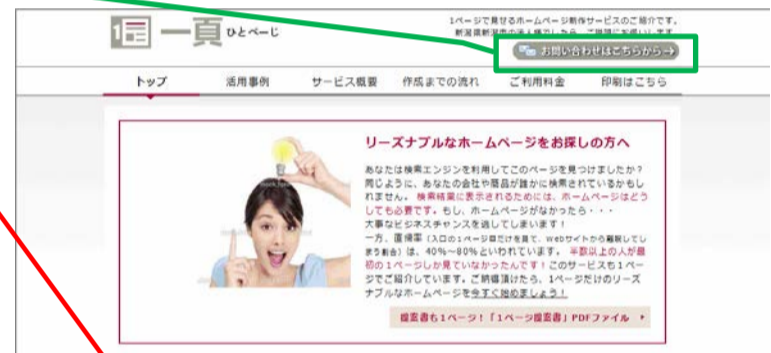 一頁 ひとぺーじ
1ページで見せるホームページ制作サービスのご紹介です。
お問い合わせはこちらから
トップ
活用事例
サービス概要
作成までの流れ
ご利用料金
印刷はこちら
リーズナブルなホームページをお探しの方へ
あなたは検索エンジンを利用してこのページを見つけましたか？
同じように、あなたの会社や商品が誰かに検索されているかもし
れません。 検索結果に表示されるためには、ホームページはどう
しても必要です。もし、ホームページがなかったら・・・
大事なビジネスチャンスを逃してしまいます！
一方、直帰率（入口の1ページ目だけを見て、Webサイトから離脱してし
まう割合）は、40%～80%といわれています。 半数以上の人が最
初の1ページしか見ていなかったんです！このサービスも1ペー
ジでご紹介しています。ご納得頂けたら、1ページだけのリーズ
ナブルなホームページを今すぐ始めましょう！
提案書も1ページ！「1ページ提案書」PDFファイル